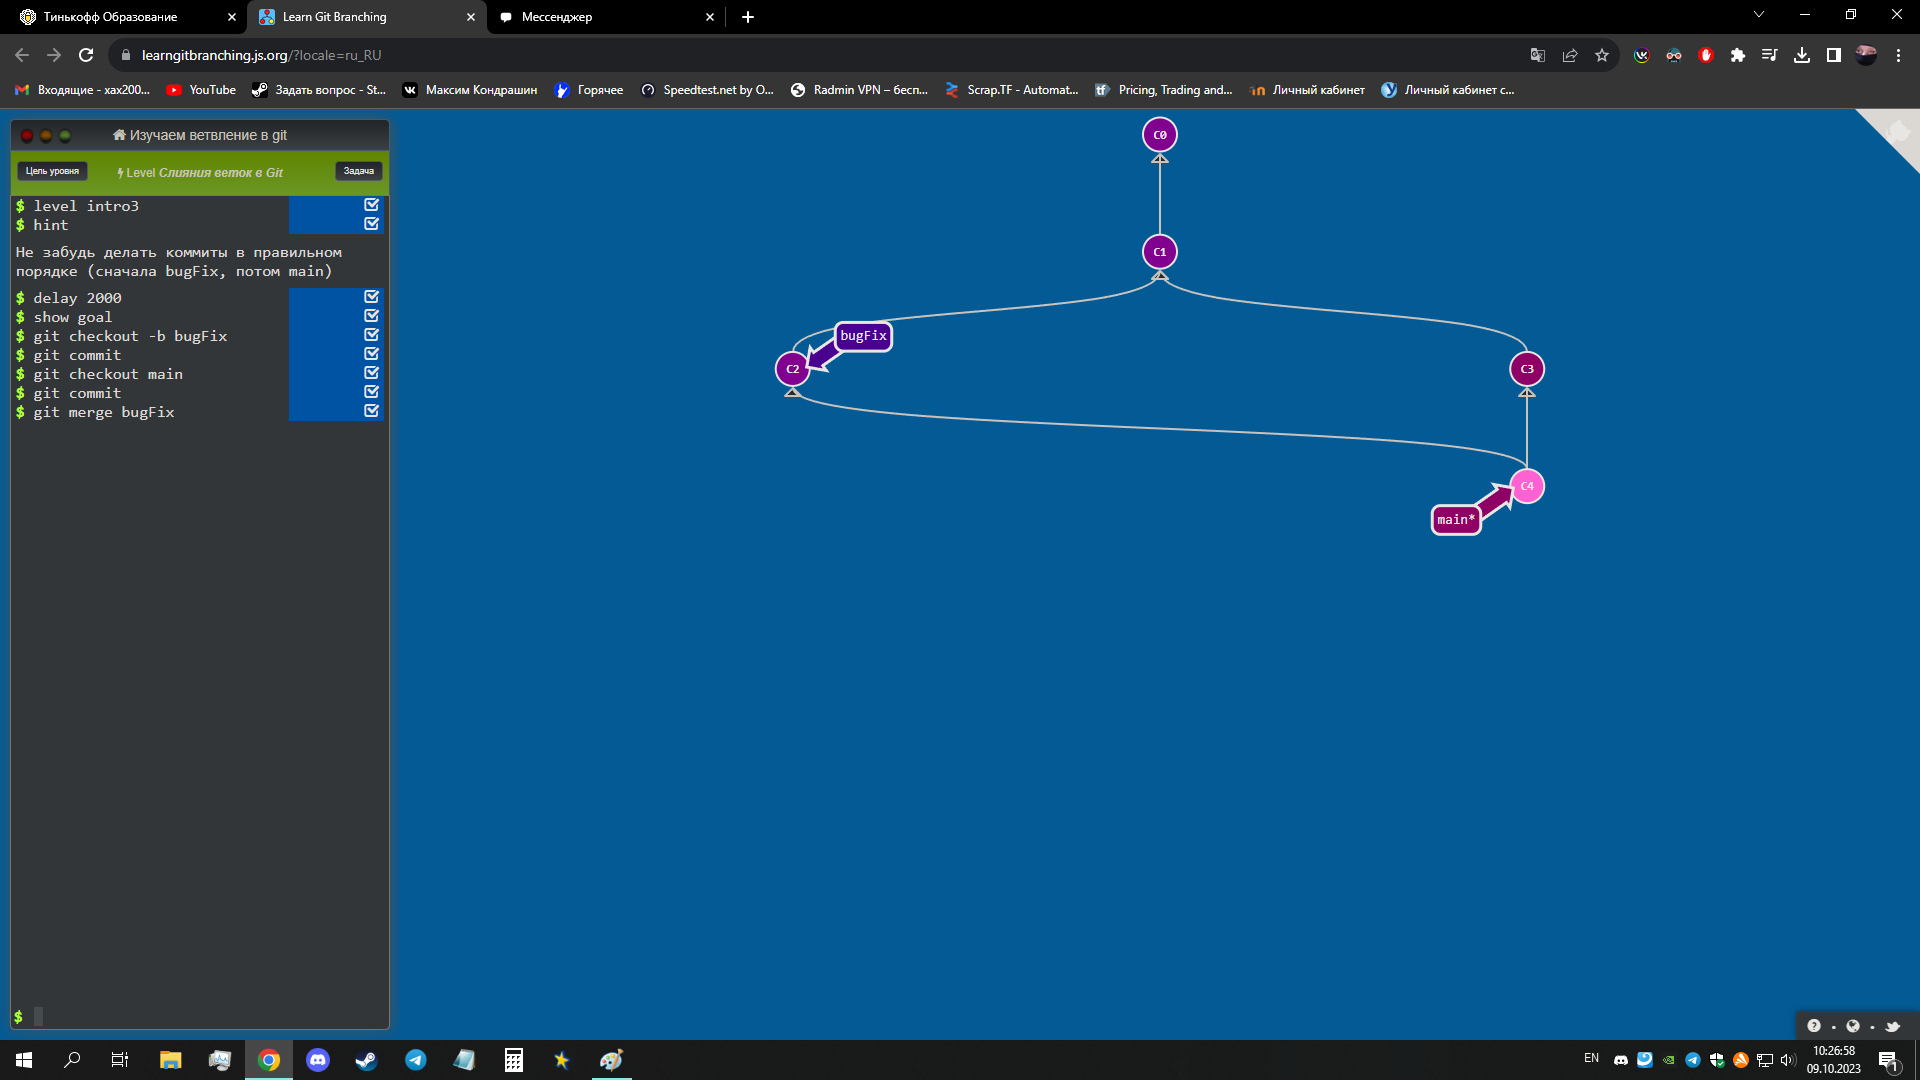 Тинькофф Образование
Learn Git Branching
Мессенджер
learngitbranching.js.org/?locale=ru_RU
Входящие - xax200...
YouTube
Задать вопрос - St...
Максим Кондрашин
Горячее
Speedtest.net by O...
Radmin VPN – бесп...
Scrap.TF - Automat...
Pricing, Trading and...
Личный кабинет
Личный кабинет с...
Изучаем ветвление в git
Цель уровня
Level Слияния веток в Git
Задача
$ level intro3
$ hint
Не забудь делать коммиты в правильном
порядке (сначала bugFix, потом main)
$ delay 2000
$ show goal
$ git checkout -b bugFix
$ git commit
$ git checkout main
$ git commit
$ git merge bugFix
$
C0
C1
bugFix
C2
C3
C4
main*
EN
10:26:58
09.10.2023
1